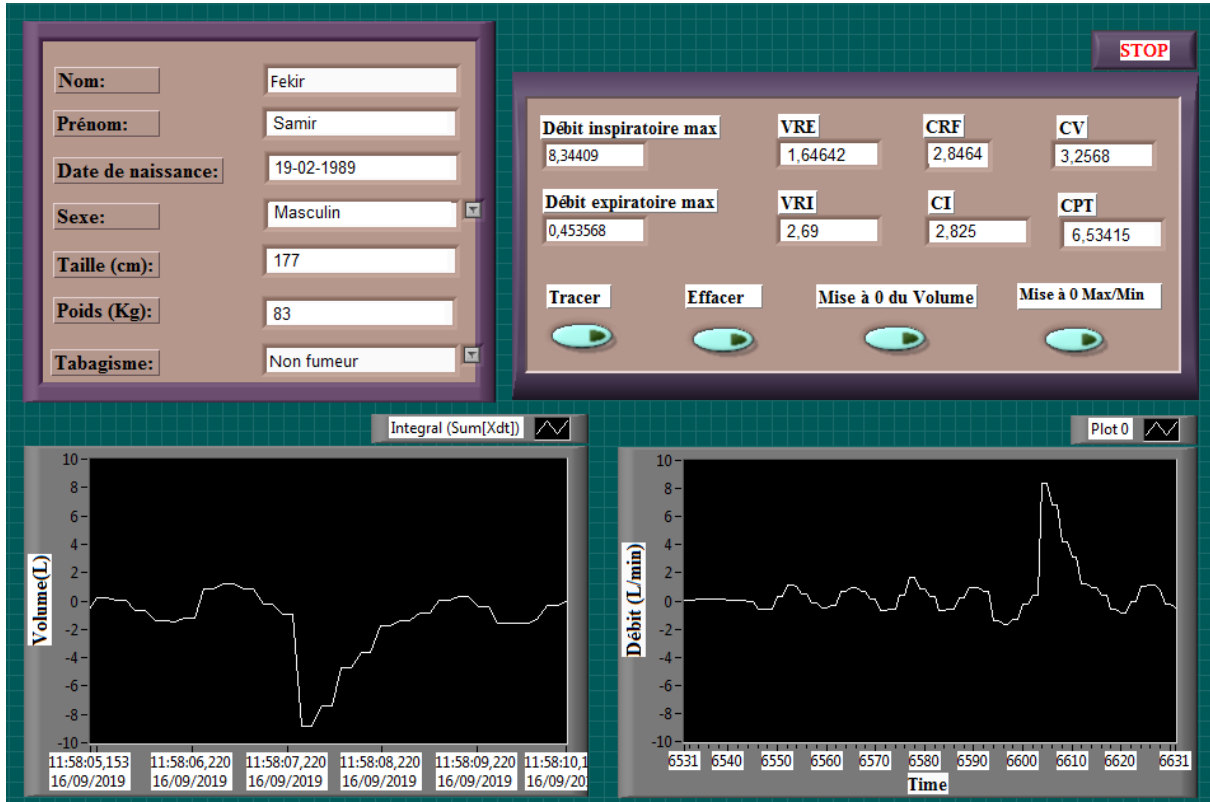 Nom: Fekir
Prénom: Samir
Date de naissance: 19-02-1989
Sexe: Masculin
Taille (cm): 177
Poids (Kg): 83
Tabagisme: Non fumeur
STOP
Débit inspiratoire max VRE CRF CV
8,34409 1,64642 2,8464 3,2568
Débit expiratoire max VRI CI CPT
0,453568 2,69 2,825 6,53415
Tracer Effacer Mise à 0 du Volume Mise à 0 Max/Min
Integral (Sum[Xdt])
Volume(L)
10
8
6
4
2
0
-2
-4
-6
-8
-10
11:58:05,153 11:58:06,220 11:58:07,220 11:58:08,220 11:58:09,220 11:58:10,1
16/09/2019 16/09/2019 16/09/2019 16/09/2019 16/09/2019 16/09/20
Plot 0
Débit (L/min)
10
8
6
4
2
0
-2
-4
-6
-8
-10
6531 6540 6550 6560 6570 6580 6590 6600 6610 6620 6631
Time